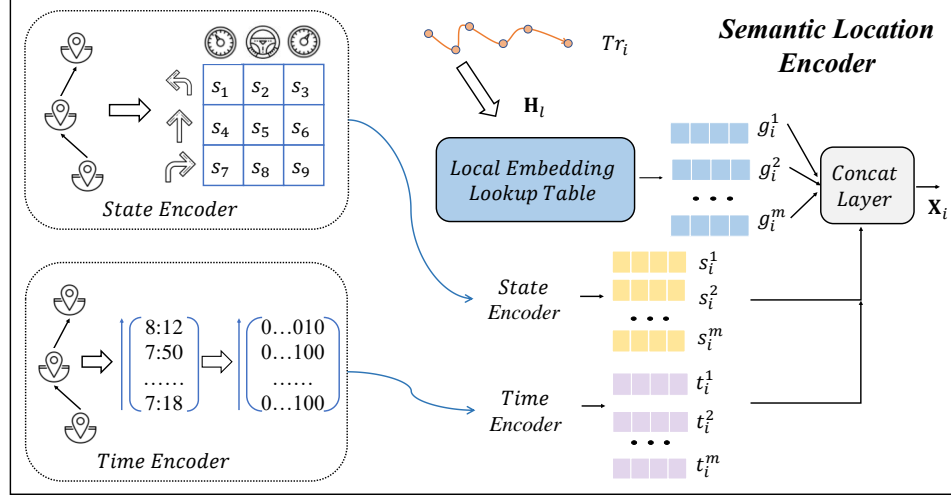 Semantic Location
Encoder
Tr_i
s_1 s_2 s_3
s_4 s_5 s_6
s_7 s_8 s_9
State Encoder
H_l
Local Embedding
Lookup Table
g_i^1
g_i^2
• • •
g_i^m
Concat
Layer
X_i
State
Encoder
s_i^1
s_i^2
• • •
s_i^m
8:12
7:50
......
7:18
0...010
0...100
......
0...100
Time Encoder
Time
Encoder
t_i^1
t_i^2
• • •
t_i^m